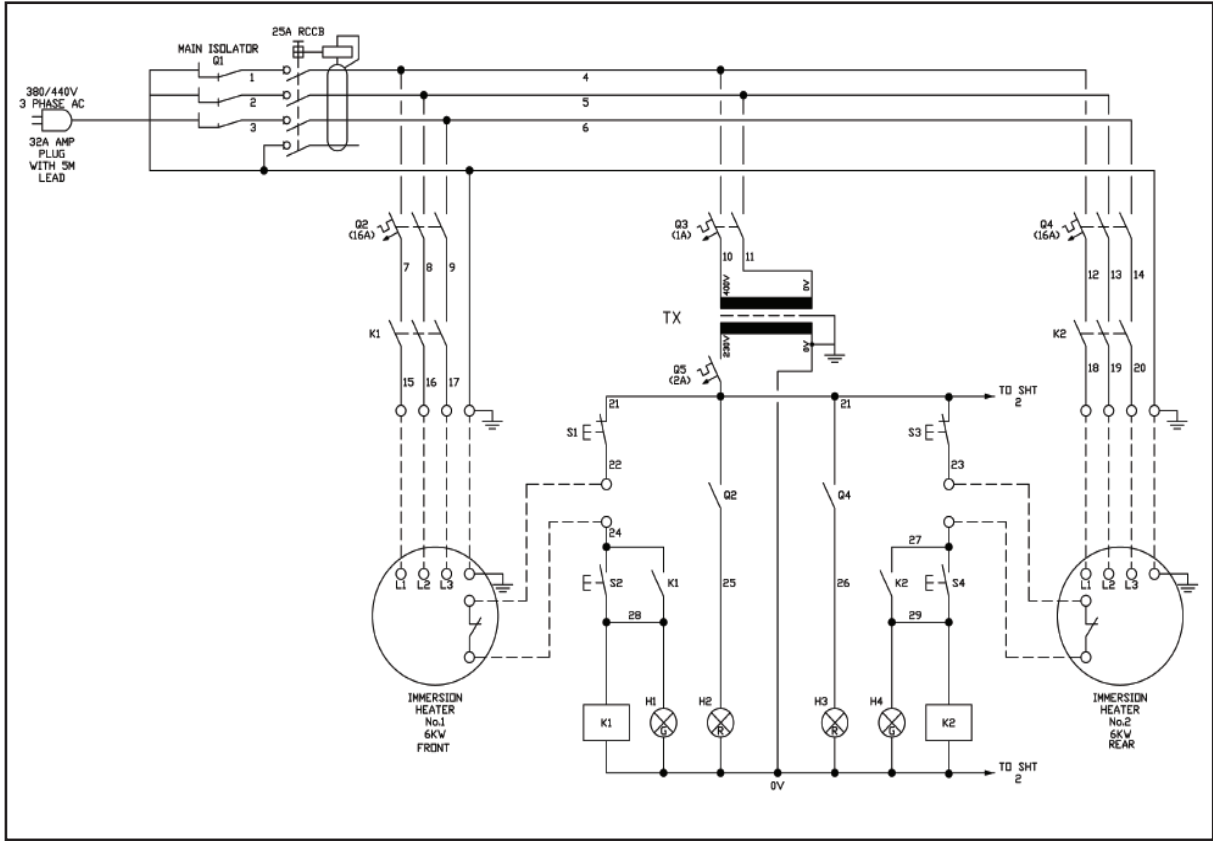 25A RCCB
MAIN ISOLATOR
Q1
1
4
380/440V
3 PHASE AC
2
5
3
6
32A AMP
PLUG
WITH 5M
LEAD
Q2
(16A)
Q3
(1A)
Q4
(16A)
7
8
9
10
11
12
13
14
400V
0V
TX
K1
K2
230V
0V
Q5
(2A)
15
16
17
18
19
20
TO SHT
2
21
21
S1
S3
22
23
Q2
Q4
24
27
L1
L2
L3
S2
K1
25
26
K2
S4
L1
L2
L3
28
29
IMMERSION
HEATER
No.1
6KW
FRONT
H1
H2
H3
H4
K1
G
R
R
G
K2
IMMERSION
HEATER
No.2
6KW
REAR
0V
TO SHT
2